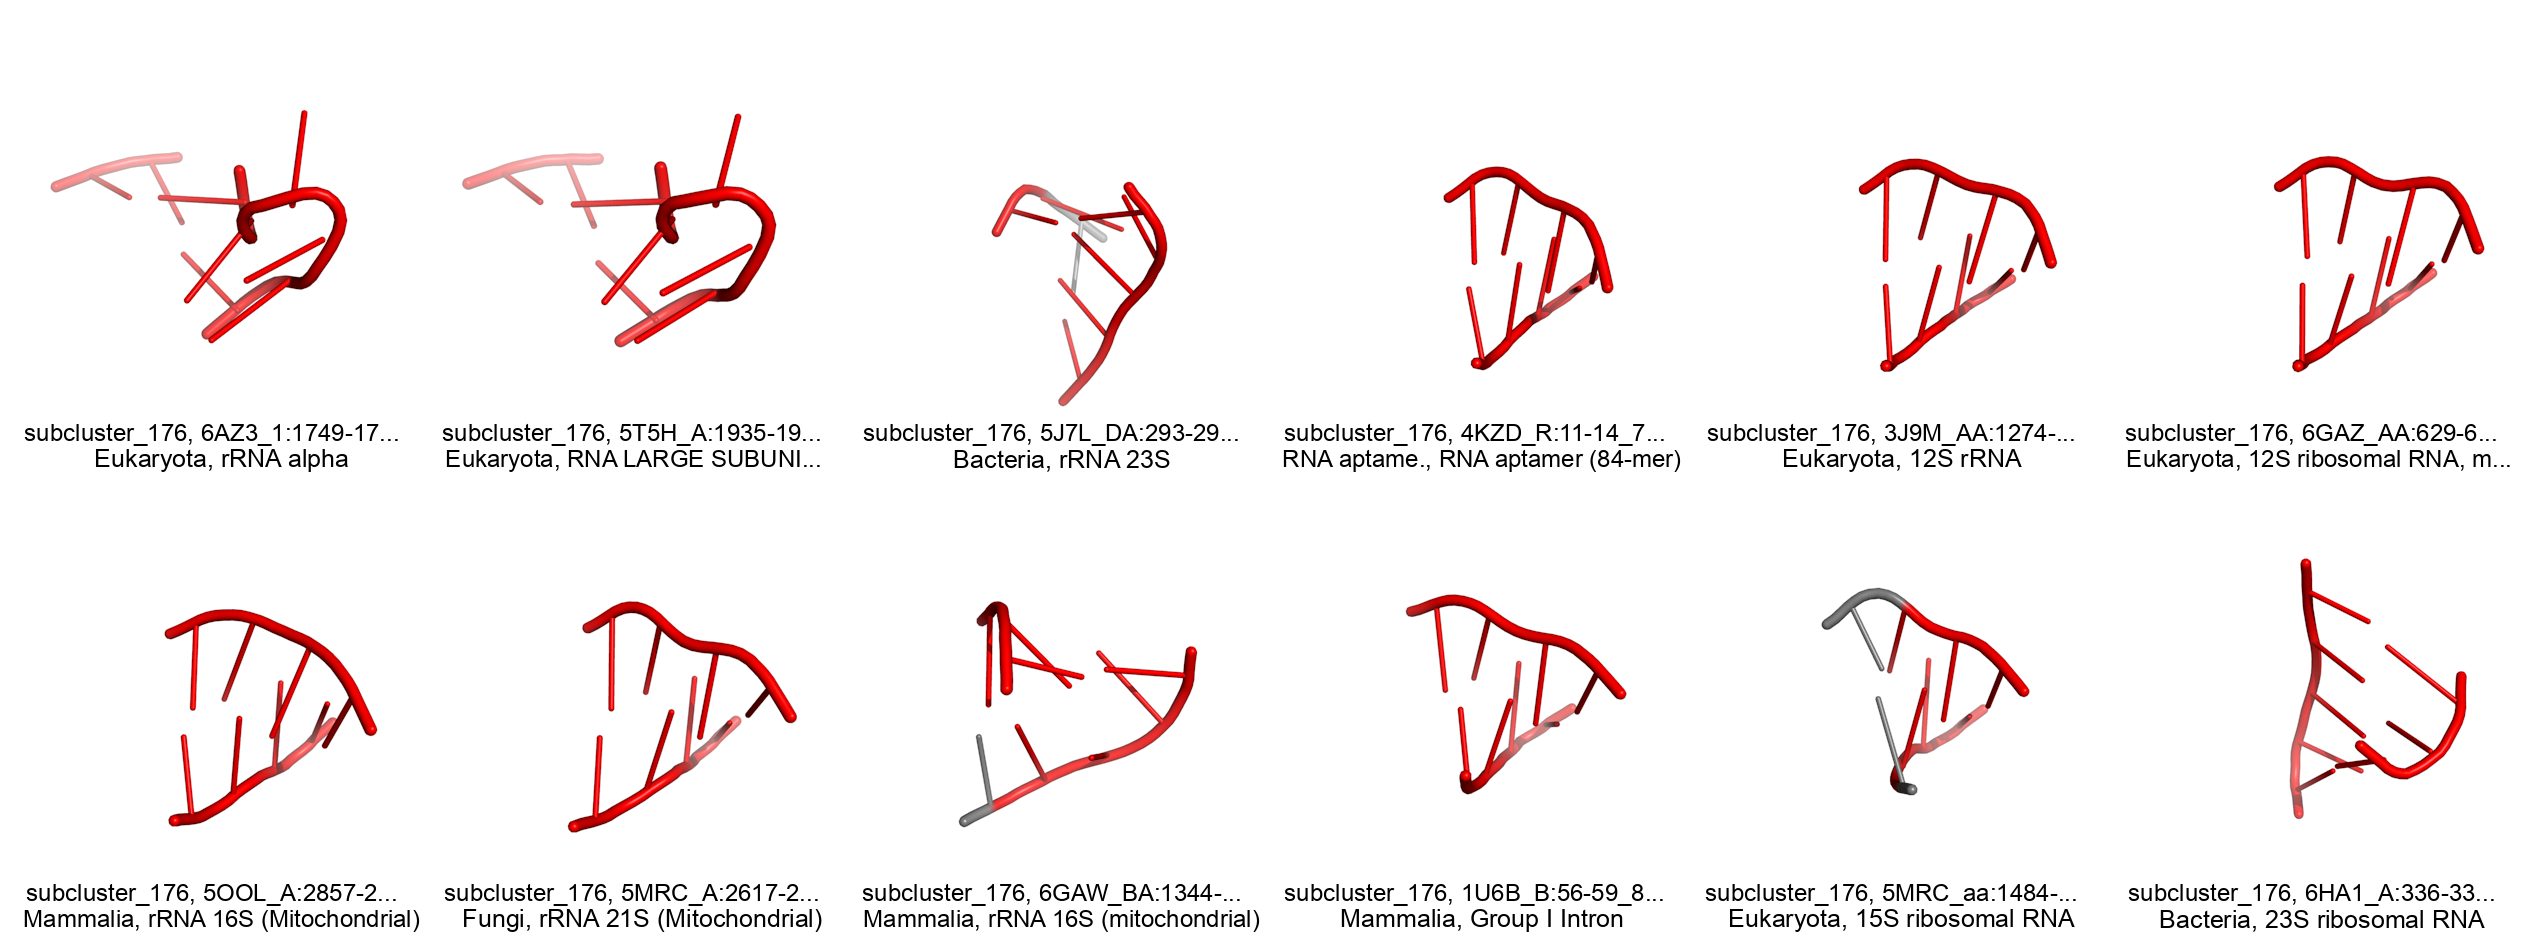 subcluster_176, 6AZ3_1:1749-17...
Eukaryota, rRNA alpha
subcluster_176, 5T5H_A:1935-19...
Eukaryota, RNA LARGE SUBUNI...
subcluster_176, 5J7L_DA:293-29...
Bacteria, rRNA 23S
subcluster_176, 4KZD_R:11-14_7...
RNA aptame., RNA aptamer (84-mer)
subcluster_176, 3J9M_AA:1274-...
Eukaryota, 12S rRNA
subcluster_176, 6GAZ_AA:629-6...
Eukaryota, 12S ribosomal RNA, m...
subcluster_176, 5OOL_A:2857-2...
Mammalia, rRNA 16S (Mitochondrial)
subcluster_176, 5MRC_A:2617-2...
Fungi, rRNA 21S (Mitochondrial)
subcluster_176, 6GAW_BA:1344-...
Mammalia, rRNA 16S (mitochondrial)
subcluster_176, 1U6B_B:56-59_8...
Mammalia, Group I Intron
subcluster_176, 5MRC_aa:1484-...
Eukaryota, 15S ribosomal RNA
subcluster_176, 6HA1_A:336-33...
Bacteria, 23S ribosomal RNA